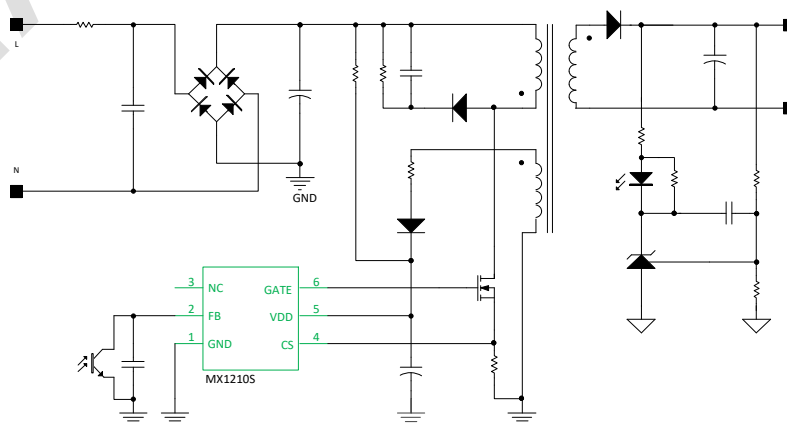 L
N
GND
3 NC
GATE 6
2 FB
VDD 5
1 GND
CS 4
MX1210S